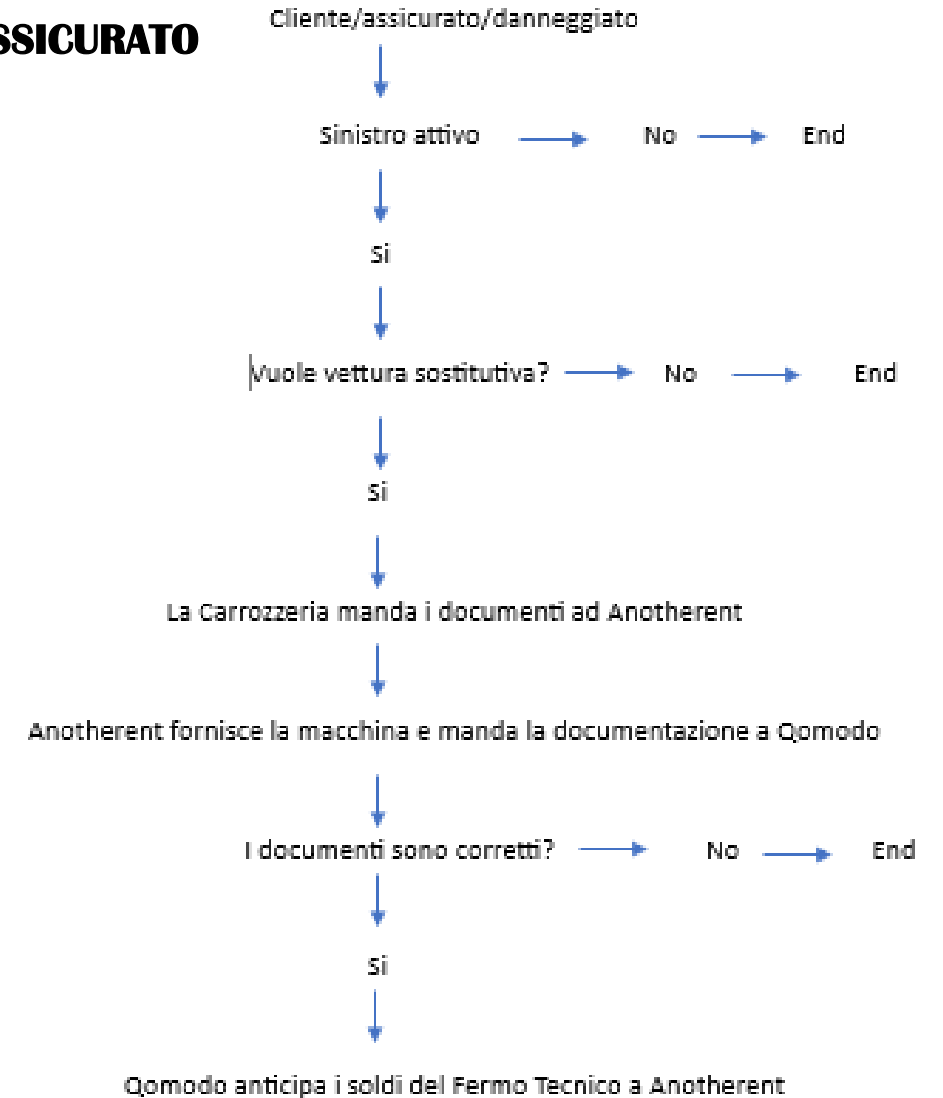 Cliente/assicurato/danneggiato
SSICURATO
Sinistro attivo No End
Si
Vuole vettura sostitutiva? No End
Si
La Carrozzeria manda i documenti ad Anotherent
Anotherent fornisce la macchina e manda la documentazione a Qomodo
I documenti sono corretti? No End
Si
Qomodo anticipa i soldi del Fermo Tecnico a Anotherent